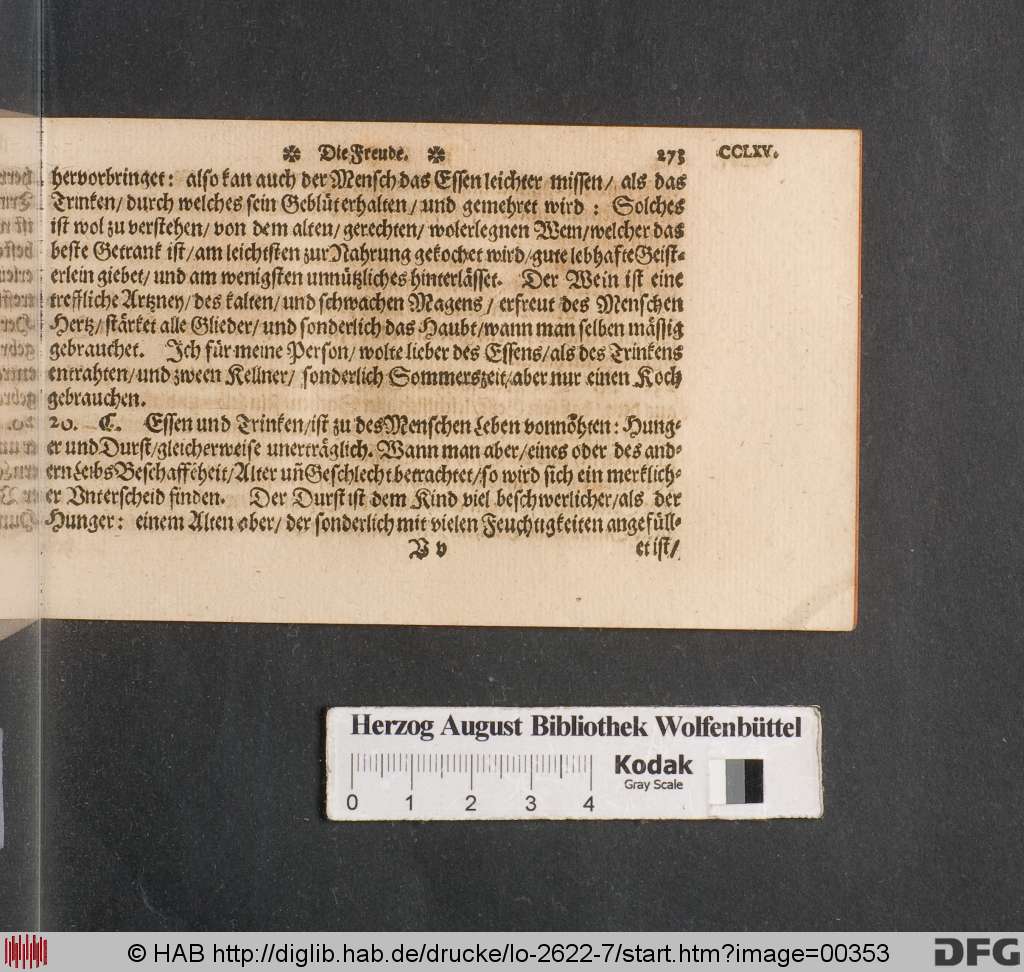 ❈ Die Freude. ❈ 273 CCLXV.
hervorbringet: also kan auch der Mensch das Essen leichter missen/ als das
Trinken/ durch welches sein Geblüt erhalten/ und gemehret wird: Solches
ist wol zu verstehen/ von dem alten/ gerechten/ wolerlegnen Wein/ welcher das
beste Getrank ist/ am leichtsten zur Nahrung gekochet wird/ gute lebhafte Geist-
erlein giebet/ und am wenigsten unnützliches hinterlässet. Der Wein ist eine
treffliche Artzney/ des kalten/ und schwachen Magens/ erfreut des Menschen
Hertz/ stärket alle Glieder/ und sonderlich das Haubt/ wann man selben mässig
gebrauchet. Ich für meine Person/ wolte lieber des Essens/ als des Trinkens
entrahten/ und zween Kellner/ sonderlich Sommerszeit/ aber nur einen Koch
gebrauchen.
20. C. Essen und Trinken/ ist zu des Menschen Leben vonnöhten: Hung-
er und Durst/ gleicherweise unerträglich. Wann man aber/ eines oder des and-
ern Leibs Beschaffēheit/ Alter uñ Geschlecht betrachtet/ so wird sich ein merklich-
er Unterscheid finden. Der Durst ist dem Kind viel beschwerlicher/ als der
Hunger: einem Alten aber/ der sonderlich mit vielen Feuchtigkeiten angefüll-
V v et ist/
Herzog August Bibliothek Wolfenbüttel
Kodak
Gray Scale
0 1 2 3 4
© HAB http://diglib.hab.de/drucke/lo-2622-7/start.htm?image=00353 DFG